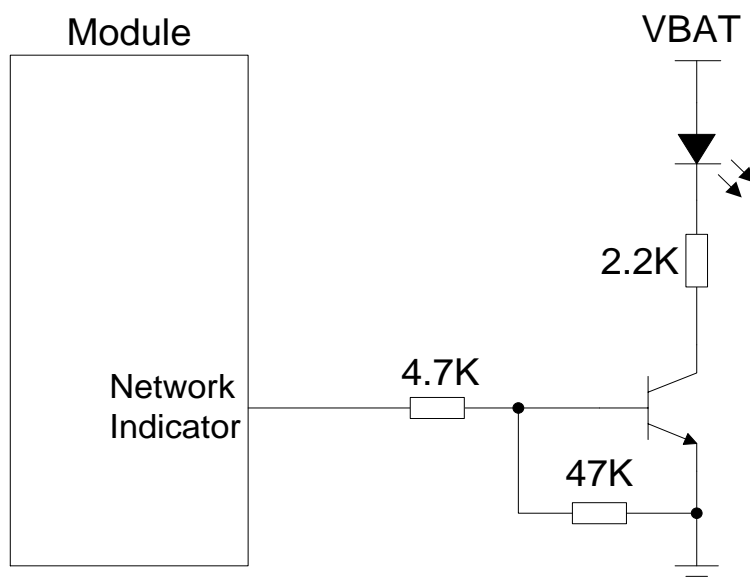 Module
VBAT
2.2K
4.7K
Network
Indicator
47K